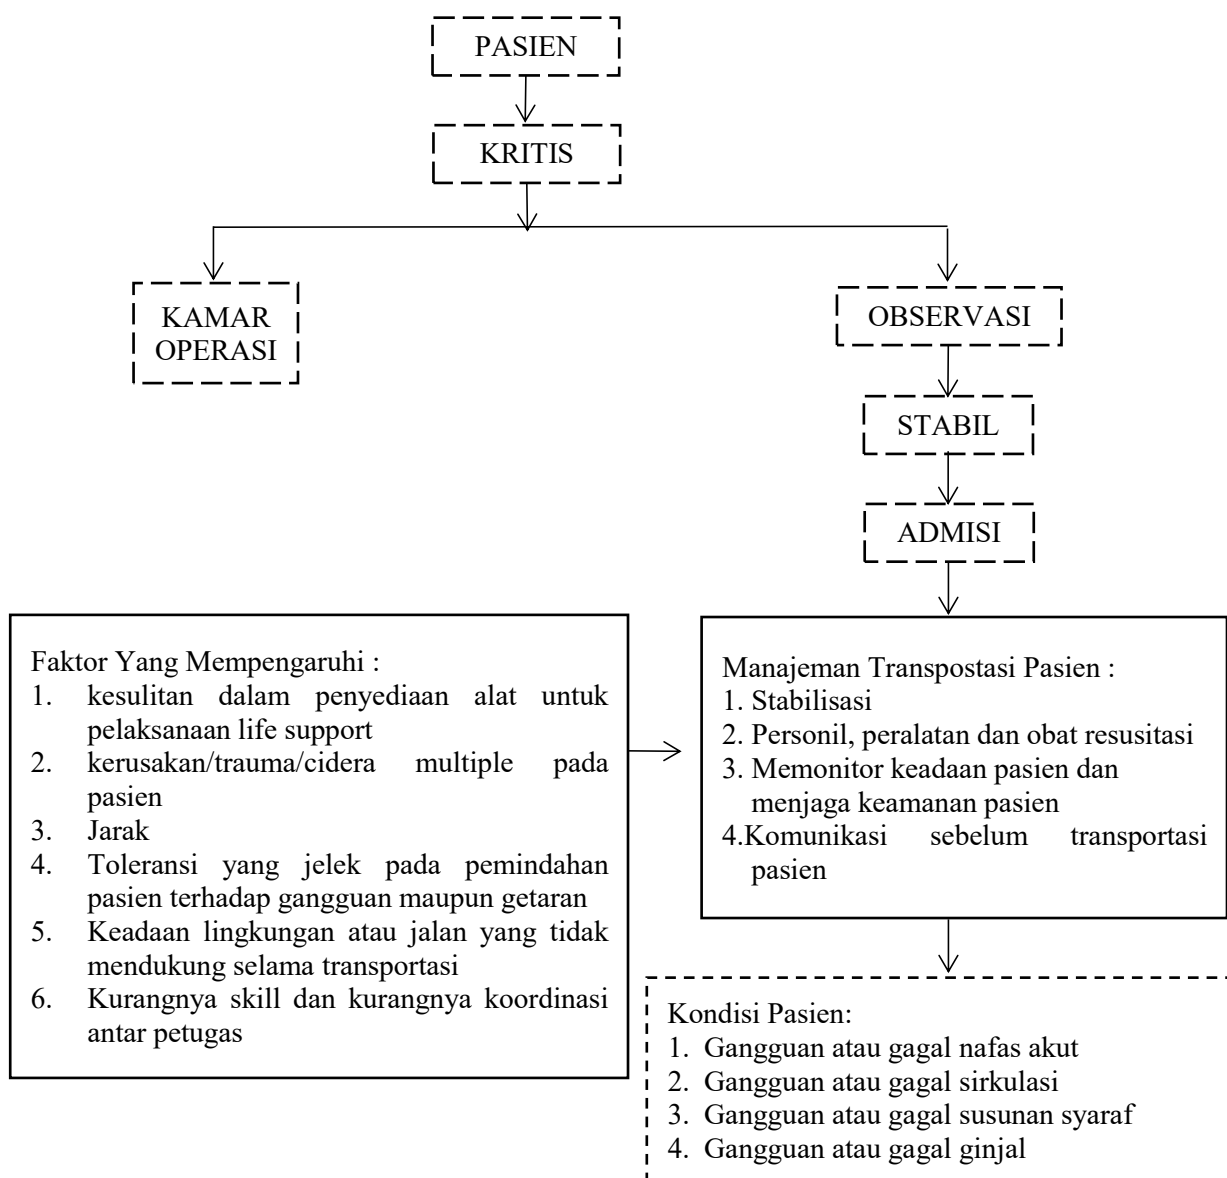 PASIEN
KRITIS
KAMAR
OPERASI
OBSERVASI
STABIL
ADMISI
Faktor Yang Mempengaruhi :
1. kesulitan dalam penyediaan alat untuk
pelaksanaan life support
2. kerusakan/trauma/cidera multiple pada
pasien
3. Jarak
4. Toleransi yang jelek pada pemindahan
pasien terhadap gangguan maupun getaran
5. Keadaan lingkungan atau jalan yang tidak
mendukung selama transportasi
6. Kurangnya skill dan kurangnya koordinasi
antar petugas
Manajeman Transpostasi Pasien :
1. Stabilisasi
2. Personil, peralatan dan obat resusitasi
3. Memonitor keadaan pasien dan
menjaga keamanan pasien
4.Komunikasi sebelum transportasi
pasien
Kondisi Pasien:
1. Gangguan atau gagal nafas akut
2. Gangguan atau gagal sirkulasi
3. Gangguan atau gagal susunan syaraf
4. Gangguan atau gagal ginjal